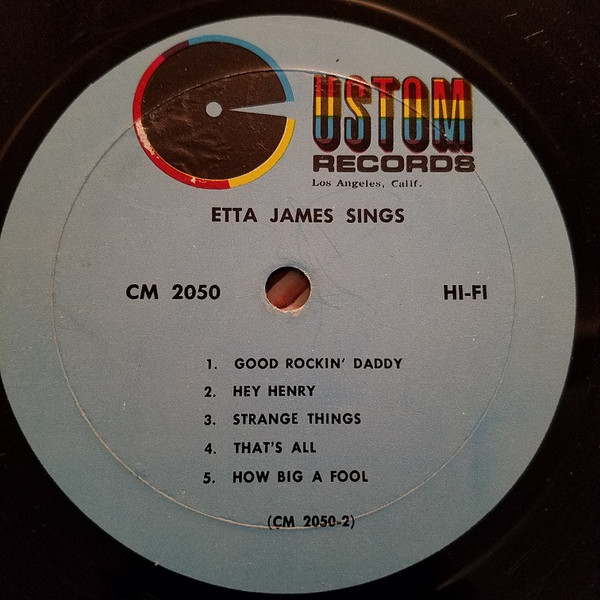 CUSTOM
RECORDS
Los Angeles, Calif.
ETTA JAMES SINGS
CM 2050 HI-FI
1. GOOD ROCKIN' DADDY
2. HEY HENRY
3. STRANGE THINGS
4. THAT'S ALL
5. HOW BIG A FOOL
(CM 2050-2)